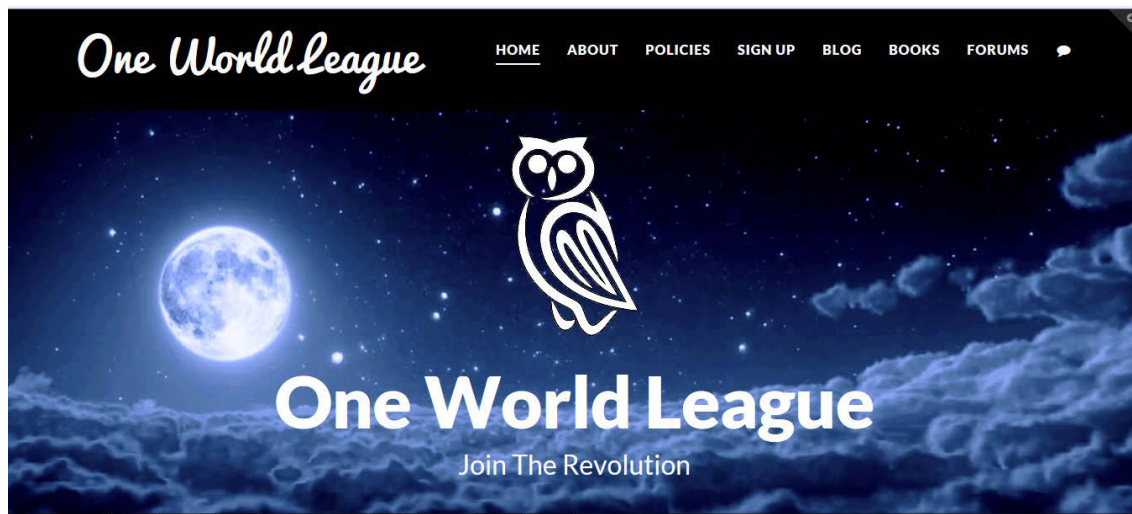 One World League
HOME ABOUT POLICIES SIGN UP BLOG BOOKS FORUMS
One World League
Join The Revolution